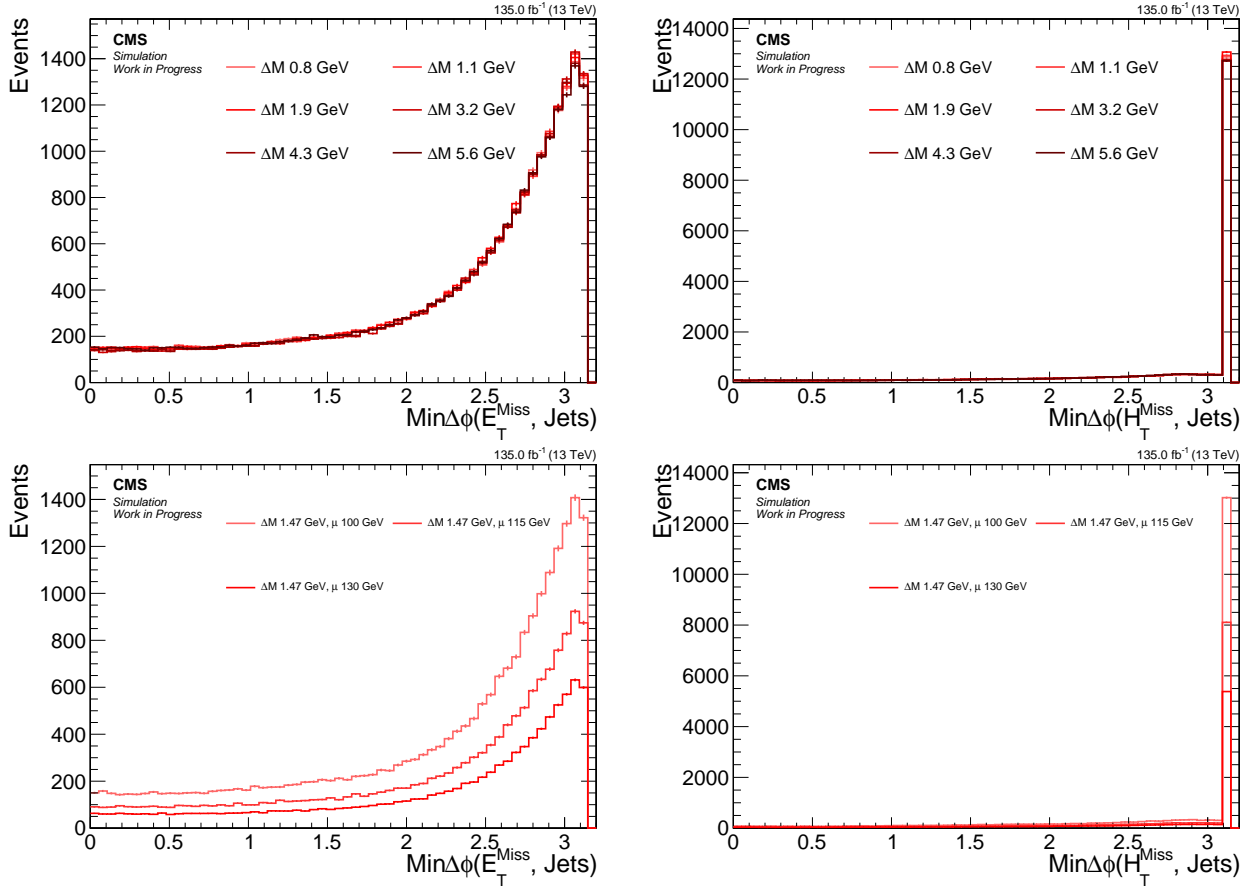 135.0 fb⁻¹ (13 TeV)
CMS
Simulation
Work in Progress
ΔM 0.8 GeV
ΔM 1.1 GeV
ΔM 1.9 GeV
ΔM 3.2 GeV
ΔM 4.3 GeV
ΔM 5.6 GeV
Events
1400
1200
1000
800
600
400
200
0
0 0.5 1 1.5 2 2.5 3
MinΔϕ(E_T^Miss, Jets)
135.0 fb⁻¹ (13 TeV)
CMS
Simulation
Work in Progress
ΔM 0.8 GeV
ΔM 1.1 GeV
ΔM 1.9 GeV
ΔM 3.2 GeV
ΔM 4.3 GeV
ΔM 5.6 GeV
Events
14000
12000
10000
8000
6000
4000
2000
0
0 0.5 1 1.5 2 2.5 3
MinΔϕ(H_T^Miss, Jets)
135.0 fb⁻¹ (13 TeV)
CMS
Simulation
Work in Progress
ΔM 1.47 GeV, μ 100 GeV
ΔM 1.47 GeV, μ 115 GeV
ΔM 1.47 GeV, μ 130 GeV
Events
1400
1200
1000
800
600
400
200
0
0 0.5 1 1.5 2 2.5 3
MinΔϕ(E_T^Miss, Jets)
135.0 fb⁻¹ (13 TeV)
CMS
Simulation
Work in Progress
ΔM 1.47 GeV, μ 100 GeV
ΔM 1.47 GeV, μ 115 GeV
ΔM 1.47 GeV, μ 130 GeV
Events
14000
12000
10000
8000
6000
4000
2000
0
0 0.5 1 1.5 2 2.5 3
MinΔϕ(H_T^Miss, Jets)